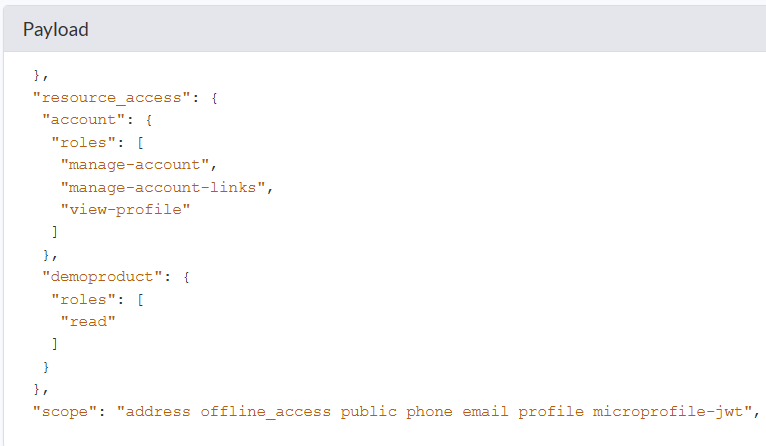 Payload
},
"resource_access": {
"account": {
"roles": [
"manage-account",
"manage-account-links",
"view-profile"
]
},
"demoproduct": {
"roles": [
"read"
]
}
},
"scope": "address offline_access public phone email profile microprofile-jwt",